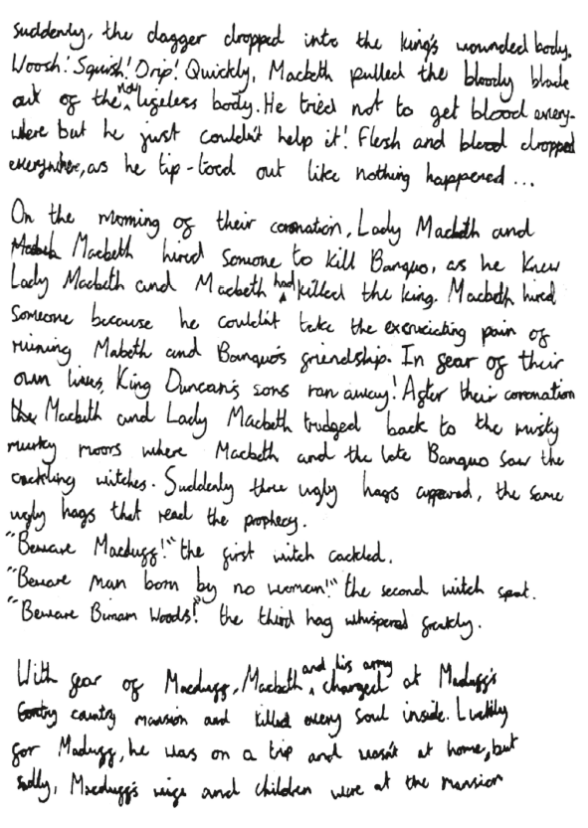 suddenly, the dagger dropped into the king's wounded body.
Woosh! Squish! Drip! Quickly, Macbeth pulled the bloody blade
out of the now lifeless body. He tried not to get blood every-
where but he just couldn't help it! Flesh and blood dropped
everywhere, as he tip-toed out like nothing happened...
On the morning of their coronation, Lady Macbeth and
Macbeth hired somone to kill Banquo, as he knew
Lady Macbeth and Macbeth had killed the king. Macbeth hired
someone because he couldn't take the excruciating pain of
ruining Mabeth and Banquo's friendship. In fear of their
own lives, King Duncan's sons ran away! After their coronation
the Macbeth and Lady Macbeth trudged back to the misty
murky moors where Macbeth and the late Banquo saw the
cackling witches. Suddenly three ugly hags appeared, the same
ugly hags that read the prophecy.
"Beware Macduff!" the first witch cackled.
"Beware man born by no woman!" the second witch spat.
"Beware Birnam Woods!" the third hag whispered
With fear of Macduff, Macbeth and his army charged at Maduff's
country mansion and killed every soul inside. Luckily
for Maduff, he was on a trip and wasn't at home, but
sadly, Macduff's wife and children were at the mansion